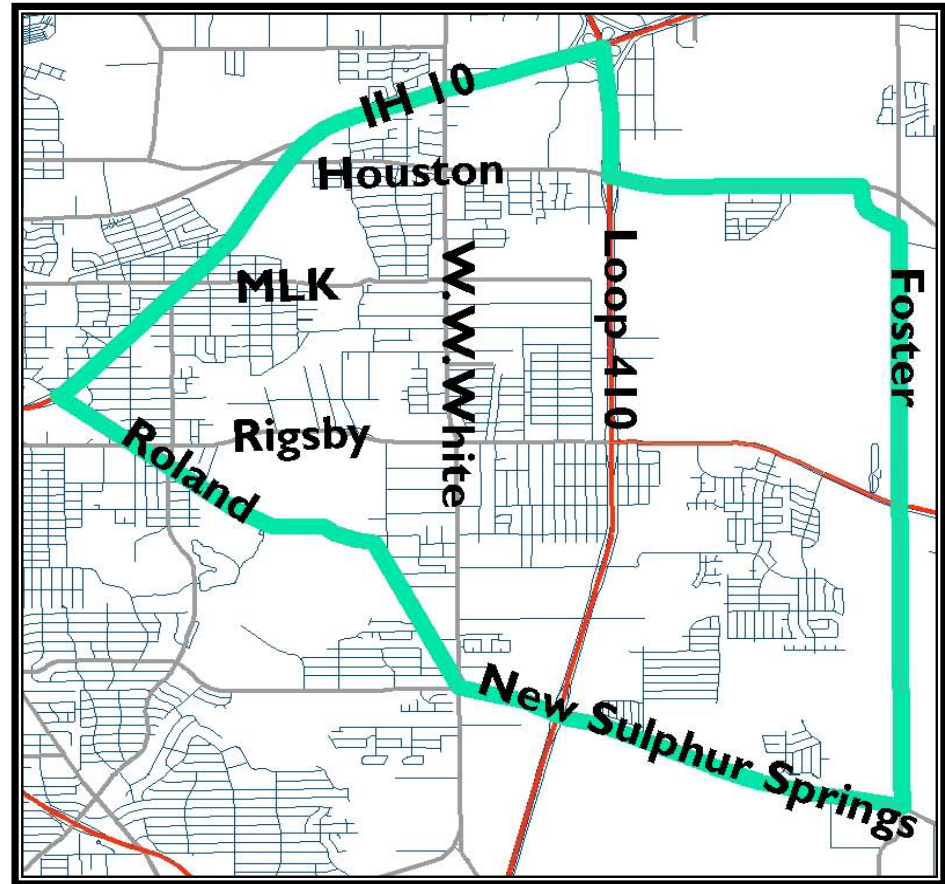 IH 10
Houston
MLK
W.W.White
Loop 410
Foster
Rigsby
Roland
New Sulphur Springs